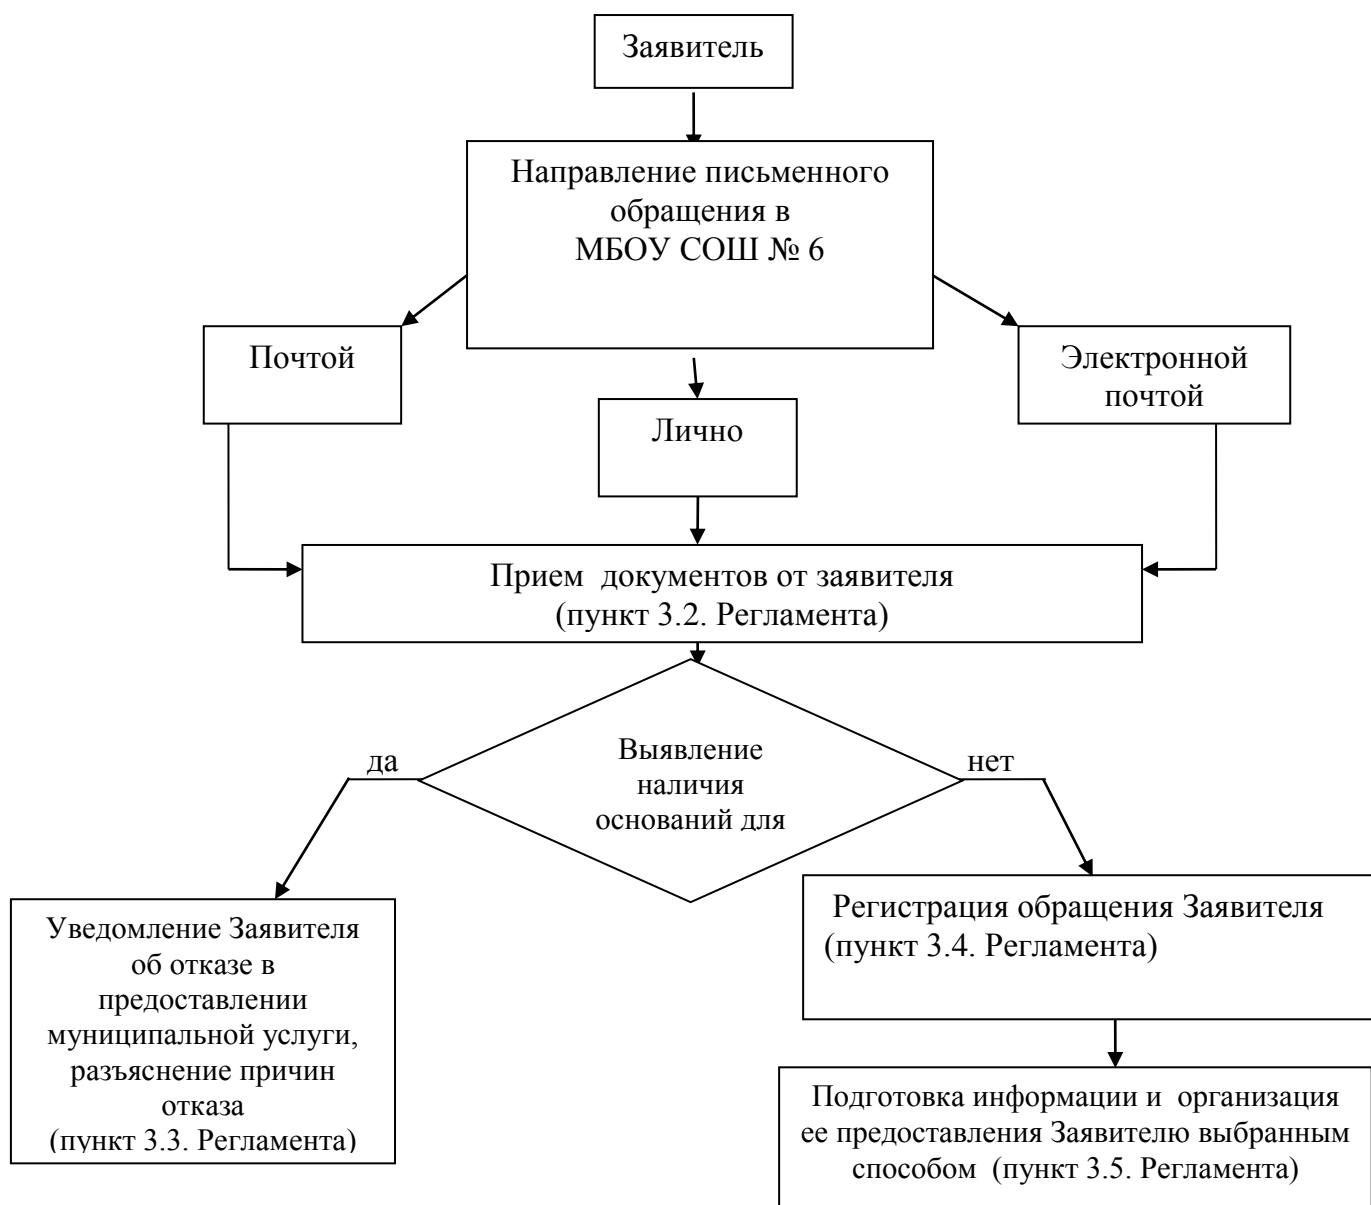 Заявитель
Направление письменного
обращения в
МБОУ СОШ № 6
Почтой
Электронной
почтой
Лично
Прием документов от заявителя
(пункт 3.2. Регламента)
да
Выявление
наличия
оснований для
нет
Уведомление Заявителя
об отказе в
предоставлении
муниципальной услуги,
разъяснение причин
отказа
(пункт 3.3. Регламента)
Регистрация обращения Заявителя
(пункт 3.4. Регламента)
Подготовка информации и организация
ее предоставления Заявителю выбранным
способом (пункт 3.5. Регламента)